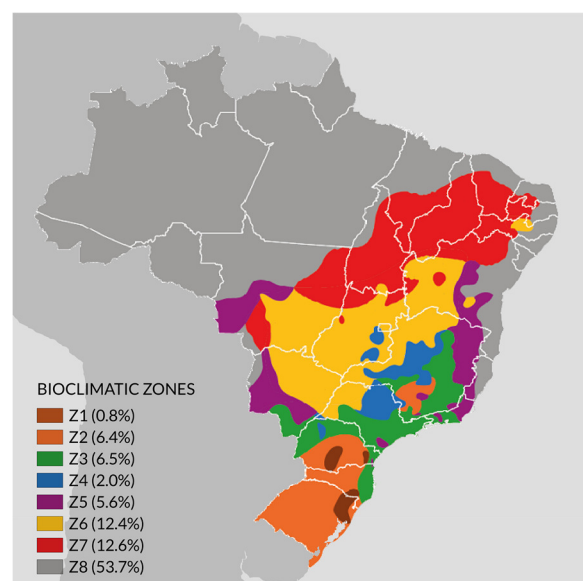 BIOCLIMATIC ZONES
Z1 (0.8%)
Z2 (6.4%)
Z3 (6.5%)
Z4 (2.0%)
Z5 (5.6%)
Z6 (12.4%)
Z7 (12.6%)
Z8 (53.7%)